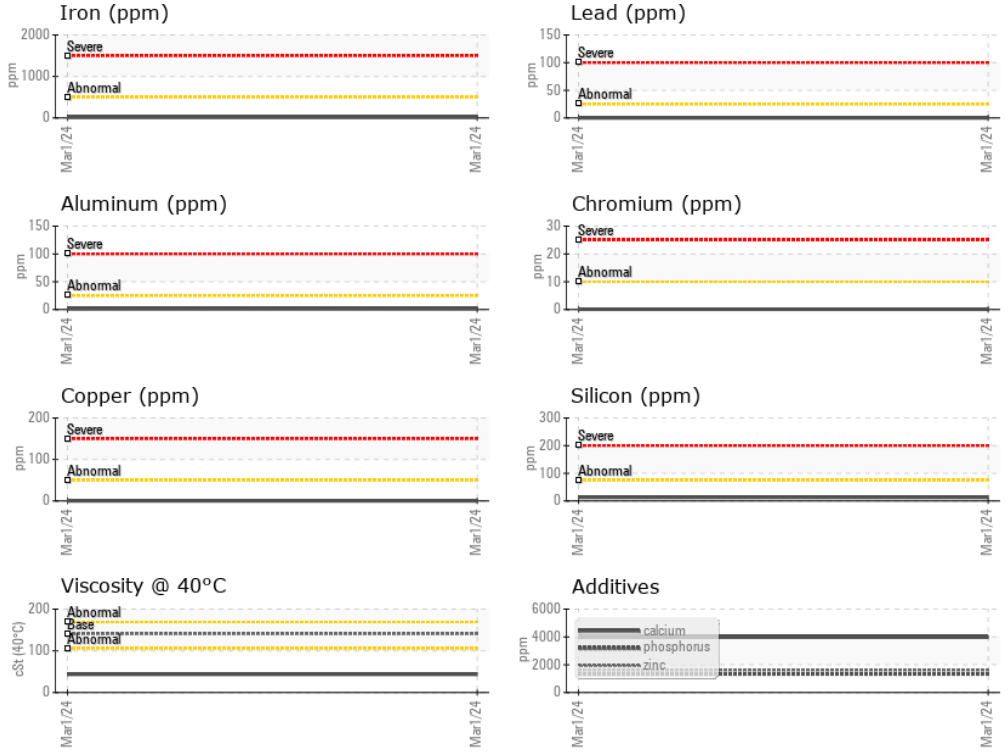 Iron (ppm)
2000
1000
0
ppm
Severe
Abnormal
Mar1/24
Mar1/24
Lead (ppm)
150
100
50
0
ppm
Severe
Abnormal
Mar1/24
Mar1/24
Aluminum (ppm)
150
100
50
0
ppm
Severe
Abnormal
Mar1/24
Mar1/24
Chromium (ppm)
30
20
10
0
ppm
Severe
Abnormal
Mar1/24
Mar1/24
Copper (ppm)
200
100
0
ppm
Severe
Abnormal
Mar1/24
Mar1/24
Silicon (ppm)
300
200
100
0
ppm
Severe
Abnormal
Mar1/24
Mar1/24
Viscosity @ 40°C
200
100
0
cSt (40°C)
Abnormal
Base
Abnormal
Mar1/24
Mar1/24
Additives
6000
4000
2000
0
ppm
calcium
phosphorus
zinc
Mar1/24
Mar1/24